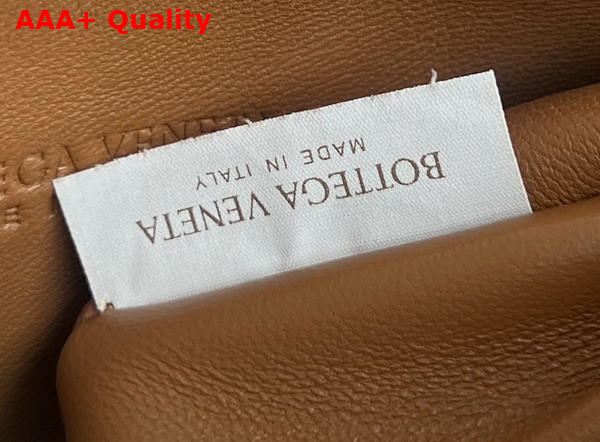 AAA+ Quality
BOTTEGA VENETA
MADE IN ITALY